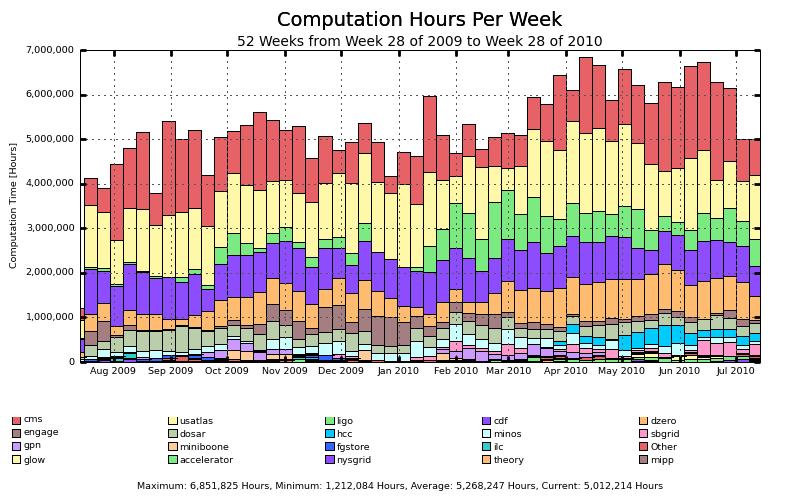 Computation Hours Per Week
52 Weeks from Week 28 of 2009 to Week 28 of 2010
7,000,000
6,000,000
5,000,000
4,000,000
3,000,000
2,000,000
1,000,000
0
Computation Time [Hours]
Aug 2009 Sep 2009 Oct 2009 Nov 2009 Dec 2009 Jan 2010 Feb 2010 Mar 2010 Apr 2010 May 2010 Jun 2010 Jul 2010
cms usatlas ligo cdf dzero
engage dosar hcc minos sbgrid
gpn miniboone fgstore ilc Other
glow accelerator nysgrid theory mipp
Maximum: 6,851,825 Hours, Minimum: 1,212,084 Hours, Average: 5,268,247 Hours, Current: 5,012,214 Hours